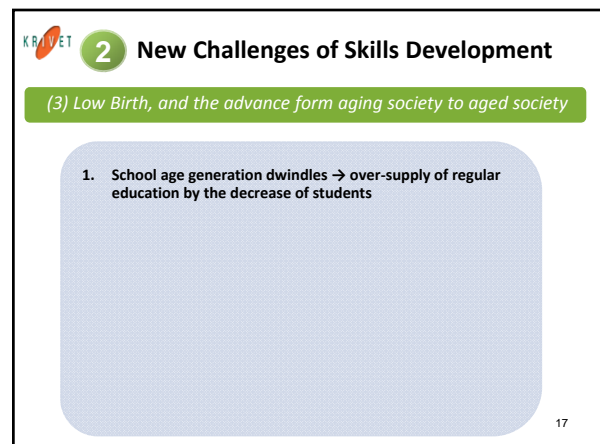 KRIVET
2 New Challenges of Skills Development
(3) Low Birth, and the advance form aging society to aged society
1. School age generation dwindles → over-supply of regular
education by the decrease of students
17